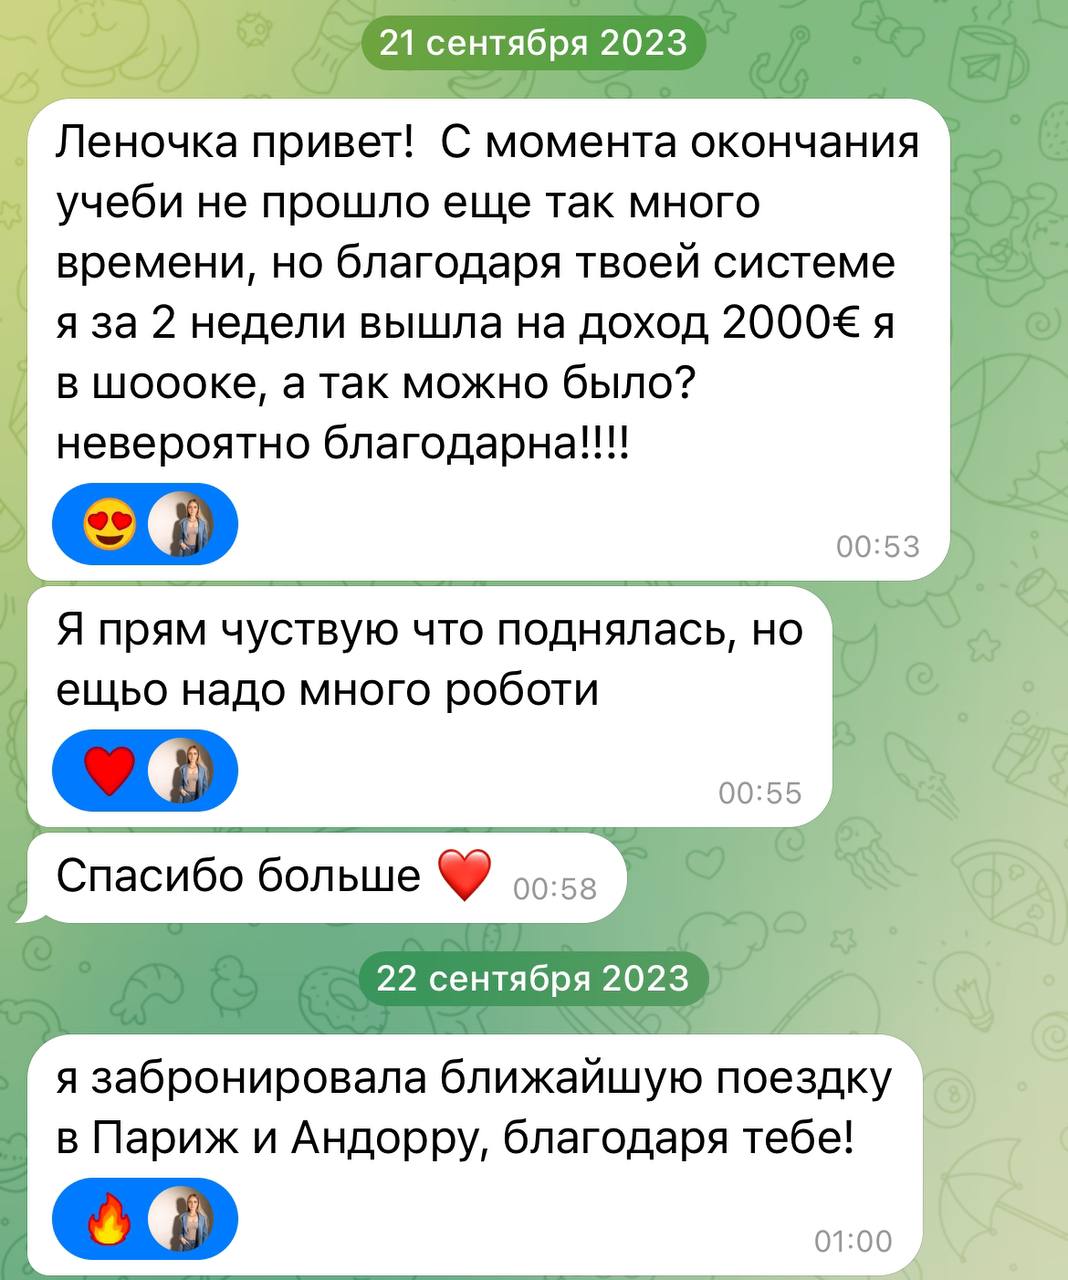 21 сентября 2023
Леночка привет!  С момента окончания
учеби не прошло еще так много
времени, но благодаря твоей системе
я за 2 недели вышла на доход 2000€ я
в шоооке, а так можно было?
невероятно благодарна!!!!
😍
00:53
Я прям чуствую что поднялась, но
ещьо надо много роботи
❤️
00:55
Спасибо больше ❤️ 00:58
22 сентября 2023
я забронировала ближайшую поездку
в Париж и Андорру, благодаря тебе!
🔥
01:00